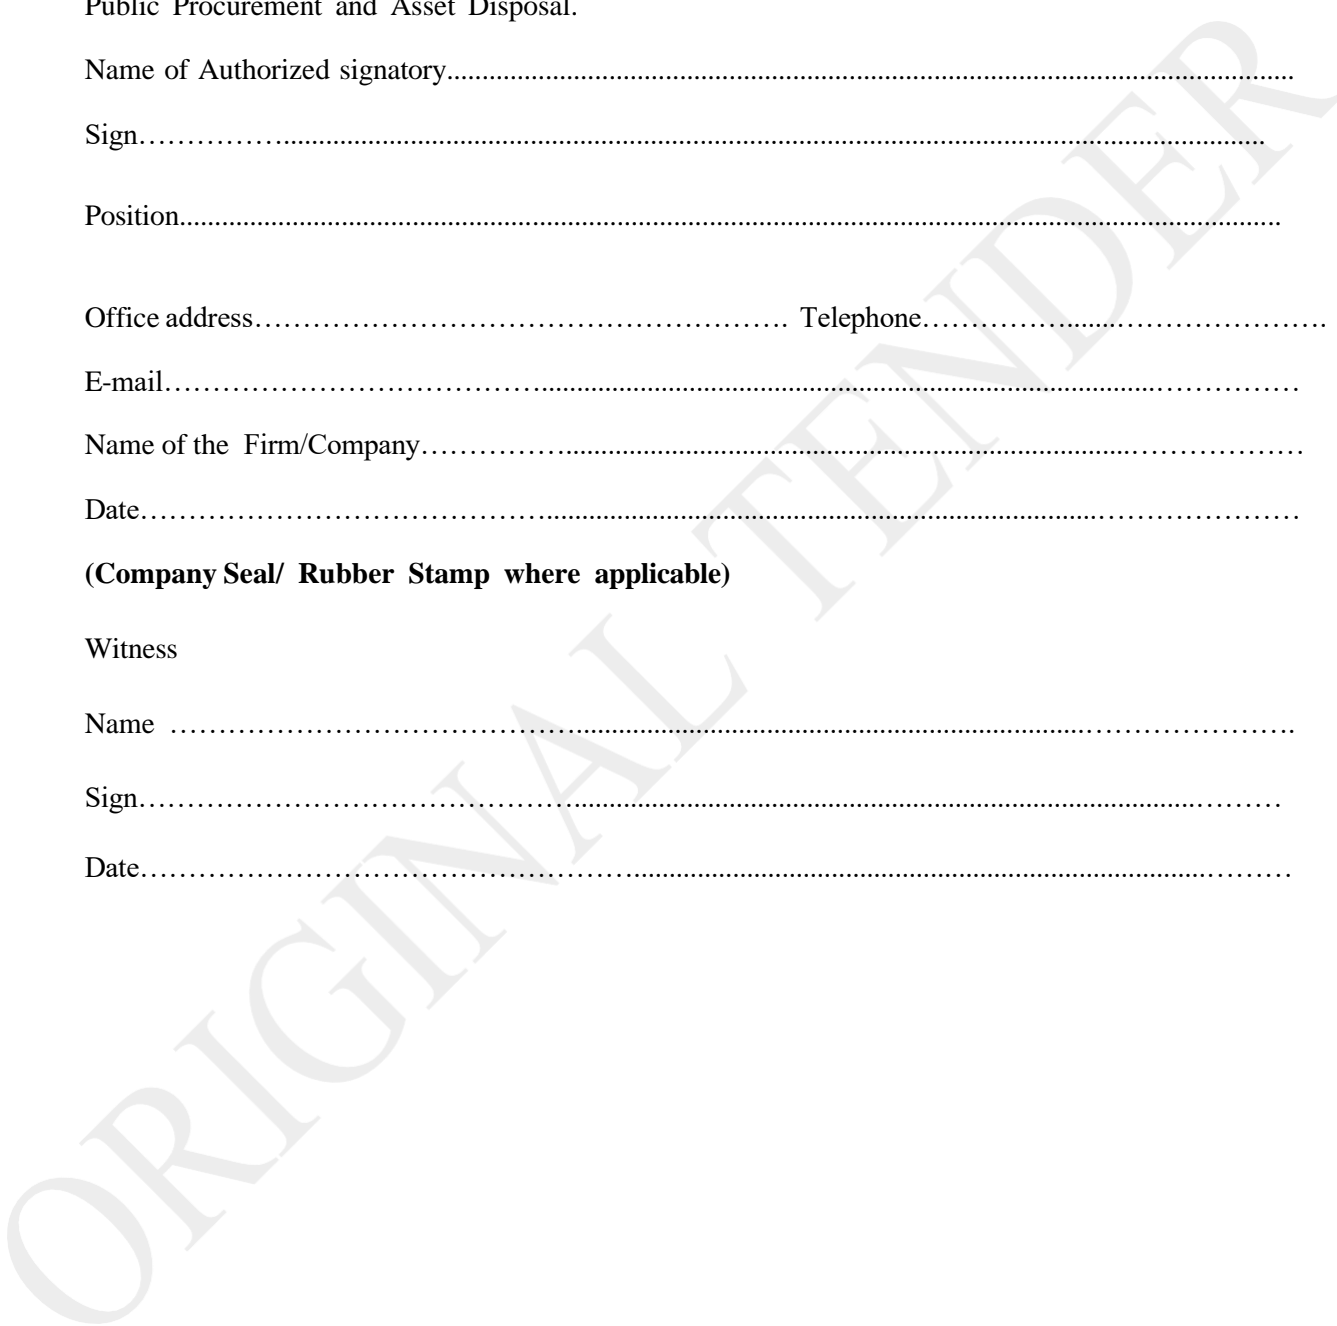 Public Procurement and Asset Disposal.
Name of Authorized signatory........................................................................................................................
Sign……………..........................................................................................................................................
Position............................................................................................................................................................
Office address………………………………………………. Telephone…………….......………………….
E-mail………………………………….......................................................................................……………
Name of the Firm/Company……………................................................................................………………
Date……………………………………..............................................................................…………………
(Company Seal/ Rubber Stamp where applicable)
Witness
Name ……………………………………........................................................................………………….
Sign………………………………………........................................................................................………
Date…………………………………………….................................................................................………
ORIGINAL TENDER